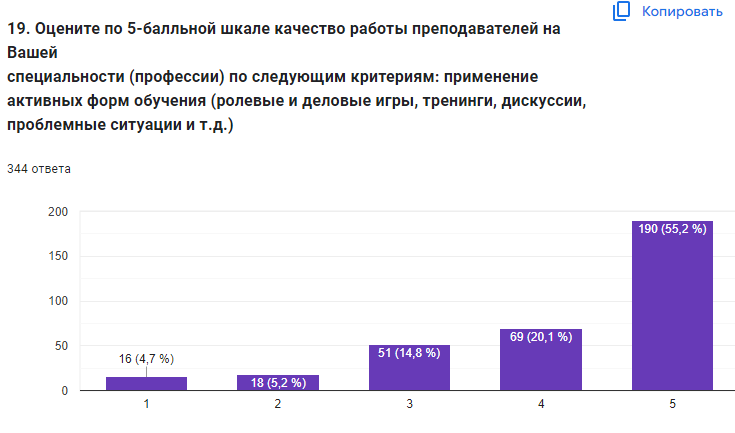 Копировать
19. Оцените по 5-балльной шкале качество работы преподавателей на
Вашей
специальности (профессии) по следующим критериям: применение
активных форм обучения (ролевые и деловые игры, тренинги, дискуссии,
проблемные ситуации и т.д.)
344 ответа
200
150
100
50
0
16 (4,7 %)
18 (5,2 %)
51 (14,8 %)
69 (20,1 %)
190 (55,2 %)
1
2
3
4
5